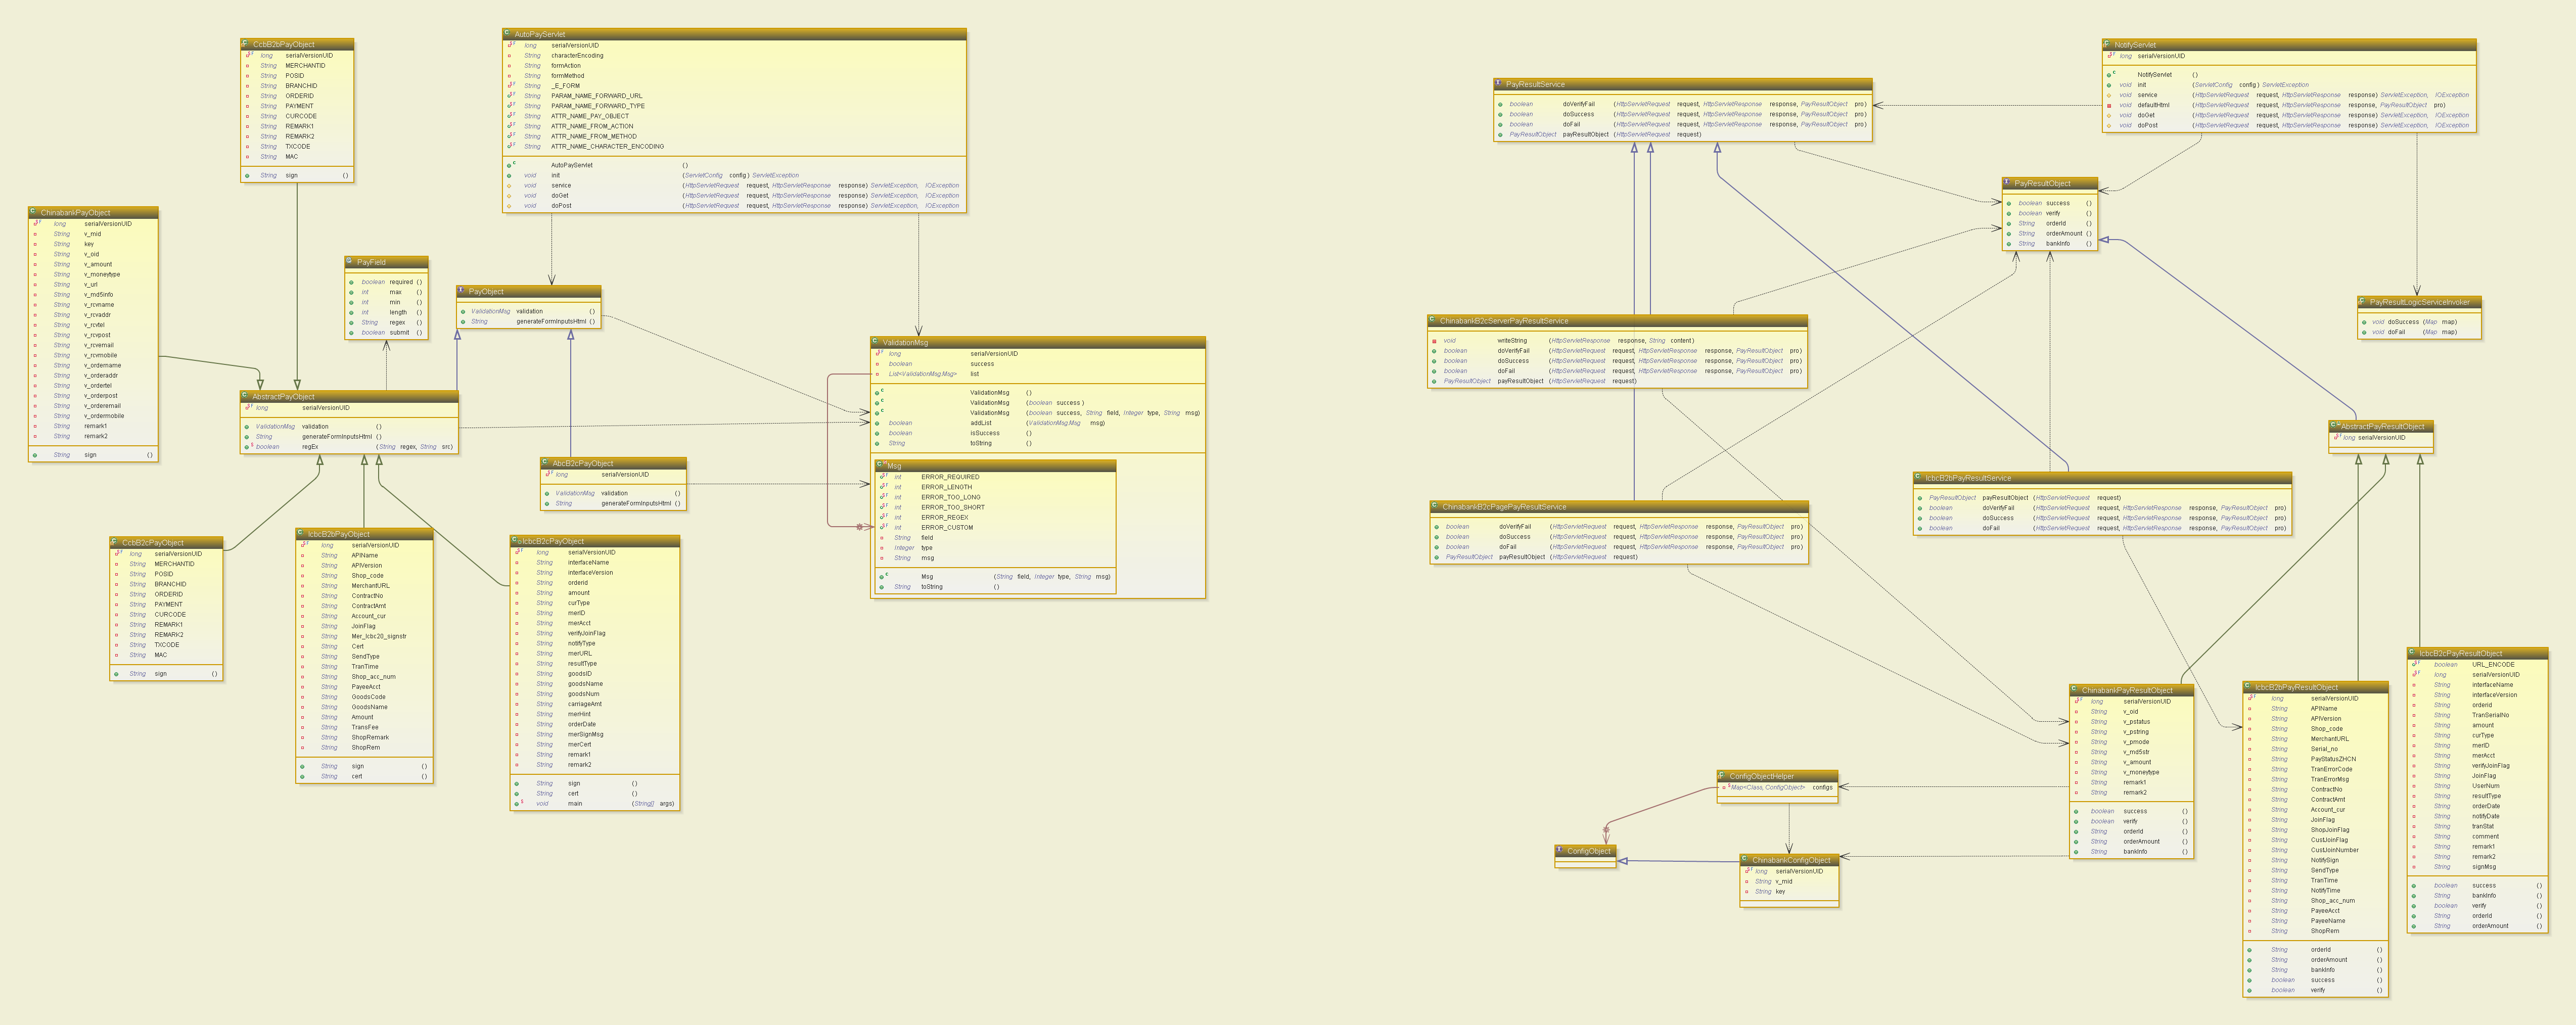 CcbB2bPayObject
long serialVersionUID
String MERCHANTID
String POSID
String BRANCHID
String ORDERID
String PAYMENT
String CURCODE
String REMARK1
String REMARK2
String TXCODE
String MAC
String sign ()
AutoPayServlet
long serialVersionUID
String characterEncoding
String formAction
String formMethod
String _E_FORM
String PARAM_NAME_FORWARD_URL
String PARAM_NAME_FORWARD_TYPE
String ATTR_NAME_PAY_OBJECT
String ATTR_NAME_FROM_ACTION
String ATTR_NAME_FROM_METHOD
String ATTR_NAME_CHARACTER_ENCODING
AutoPayServlet ()
void init (ServletConfig config) ServletException
void service (HttpServletRequest request, HttpServletResponse response) ServletException, IOException
void doGet (HttpServletRequest request, HttpServletResponse response) ServletException, IOException
void doPost (HttpServletRequest request, HttpServletResponse response) ServletException, IOException
ChinabankPayObject
long serialVersionUID
String v_mid
String key
String v_oid
String v_amount
String v_moneytype
String v_url
String v_md5info
String v_rcvname
String v_rcvaddr
String v_rcvtel
String v_rcvpost
String v_rcvemail
String v_rcvmobile
String v_ordername
String v_orderaddr
String v_ordertel
String v_orderpost
String v_orderemail
String v_ordermobile
String remark1
String remark2
String sign ()
PayField
boolean required ()
int max ()
int min ()
int length ()
String regex ()
boolean submit ()
PayObject
ValidationMsg validation ()
String generateFormInputsHtml ()
AbstractPayObject
long serialVersionUID
ValidationMsg validation ()
String generateFormInputsHtml ()
boolean regEx (String regex, String src)
ValidationMsg
long serialVersionUID
boolean success
List<ValidationMsg.Msg> list
ValidationMsg ()
ValidationMsg (boolean success )
ValidationMsg (boolean success, String field, Integer type, String msg)
boolean addList (ValidationMsg.Msg msg)
boolean isSuccess ()
String toString ()
Msg
int ERROR_REQUIRED
int ERROR_LENGTH
int ERROR_TOO_LONG
int ERROR_TOO_SHORT
int ERROR_REGEX
int ERROR_CUSTOM
String field
Integer type
String msg
Msg (String field, Integer type, String msg)
String toString ()
AbcB2cPayObject
long serialVersionUID
ValidationMsg validation ()
String generateFormInputsHtml ()
CcbB2cPayObject
long serialVersionUID
String MERCHANTID
String POSID
String BRANCHID
String ORDERID
String PAYMENT
String CURCODE
String REMARK1
String REMARK2
String TXCODE
String MAC
String sign ()
IcbcB2bPayObject
long serialVersionUID
String APIName
String APIVersion
String Shop_code
String MerchantURL
String ContractNo
String ContractAmt
String Account_cur
String JoinFlag
String Mer_Icbc20_signstr
String Cert
String SendType
String TranTime
String Shop_acc_num
String PayeeAcct
String GoodsCode
String GoodsName
String Amount
String TransFee
String ShopRemark
String ShopRem
String sign ()
String cert ()
IcbcB2cPayObject
long serialVersionUID
String interfaceName
String interfaceVersion
String orderid
String amount
String curType
String merID
String merAcct
String verifyJoinFlag
String notifyType
String merURL
String resultType
String goodsID
String goodsName
String goodsNum
String carriageAmt
String merHint
String orderDate
String merSignMsg
String merCert
String remark1
String remark2
String sign ()
String cert ()
void main (String[] args)
PayResultService
boolean doVerifyFail (HttpServletRequest request, HttpServletResponse response, PayResultObject pro)
boolean doSuccess (HttpServletRequest request, HttpServletResponse response, PayResultObject pro)
boolean doFail (HttpServletRequest request, HttpServletResponse response, PayResultObject pro)
PayResultObject payResultObject (HttpServletRequest request)
NotifyServlet
long serialVersionUID
NotifyServlet ()
void init (ServletConfig config) ServletException
void service (HttpServletRequest request, HttpServletResponse response) ServletException, IOException
void defaultHtml (HttpServletRequest request, HttpServletResponse response, PayResultObject pro)
void doGet (HttpServletRequest request, HttpServletResponse response) ServletException, IOException
void doPost (HttpServletRequest request, HttpServletResponse response) ServletException, IOException
PayResultObject
boolean success ()
boolean verify ()
String orderId ()
String orderAmount ()
String bankInfo ()
PayResultLogicServiceInvoker
void doSuccess (Map map)
void doFail (Map map)
ChinabankB2cServerPayResultService
void writeString (HttpServletResponse response, String content)
boolean doVerifyFail (HttpServletRequest request, HttpServletResponse response, PayResultObject pro)
boolean doSuccess (HttpServletRequest request, HttpServletResponse response, PayResultObject pro)
boolean doFail (HttpServletRequest request, HttpServletResponse response, PayResultObject pro)
PayResultObject payResultObject (HttpServletRequest request)
AbstractPayResultObject
long serialVersionUID
IcbcB2bPayResultService
PayResultObject payResultObject (HttpServletRequest request)
boolean doVerifyFail (HttpServletRequest request, HttpServletResponse response, PayResultObject pro)
boolean doSuccess (HttpServletRequest request, HttpServletResponse response, PayResultObject pro)
boolean doFail (HttpServletRequest request, HttpServletResponse response, PayResultObject pro)
ChinabankB2cPagePayResultService
boolean doVerifyFail (HttpServletRequest request, HttpServletResponse response, PayResultObject pro)
boolean doSuccess (HttpServletRequest request, HttpServletResponse response, PayResultObject pro)
boolean doFail (HttpServletRequest request, HttpServletResponse response, PayResultObject pro)
PayResultObject payResultObject (HttpServletRequest request)
ChinabankPayResultObject
long serialVersionUID
String v_oid
String v_pstatus
String v_pstring
String v_pmode
String v_md5str
String v_amount
String v_moneytype
String remark1
String remark2
boolean success ()
boolean verify ()
String orderId ()
String orderAmount ()
String bankInfo ()
ConfigObjectHelper
Map<Class, ConfigObject> configs
ConfigObject
ChinabankConfigObject
long serialVersionUID
String v_mid
String key
IcbcB2bPayResultObject
long serialVersionUID
String APIName
String APIVersion
String Shop_code
String MerchantURL
String Serial_no
String PayStatusZHCN
String TranErrorCode
String TranErrorMsg
String ContractNo
String ContractAmt
String Account_cur
String JoinFlag
String ShopJoinFlag
String CustJoinFlag
String CustJoinNumber
String NotifySign
String SendType
String TranTime
String NotifyTime
String Shop_acc_num
String PayeeAcct
String PayeeName
String ShopRem
String orderId ()
String orderAmount ()
String bankInfo ()
boolean success ()
boolean verify ()
IcbcB2cPayResultObject
boolean URL_ENCODE
long serialVersionUID
String interfaceName
String interfaceVersion
String orderid
String TranSerialNo
String amount
String curType
String merID
String merAcct
String verifyJoinFlag
String JoinFlag
String UserNum
String resultType
String orderDate
String notifyDate
String tranStat
String comment
String remark1
String remark2
String signMsg
boolean success ()
String bankInfo ()
boolean verify ()
String orderId ()
String orderAmount ()